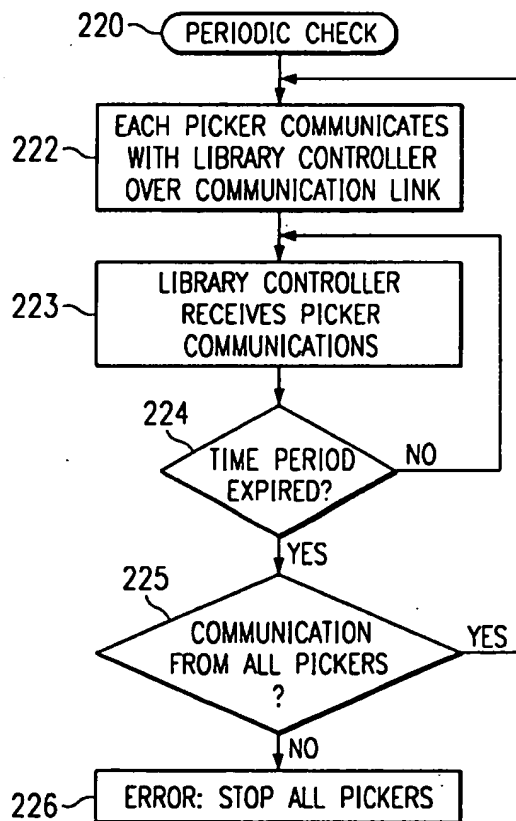 220
PERIODIC CHECK
222
EACH PICKER COMMUNICATES
WITH LIBRARY CONTROLLER
OVER COMMUNICATION LINK
223
LIBRARY CONTROLLER
RECEIVES PICKER
COMMUNICATIONS
224
TIME PERIOD
EXPIRED?
NO
YES
225
COMMUNICATION
FROM ALL PICKERS
?
YES
NO
226
ERROR: STOP ALL PICKERS